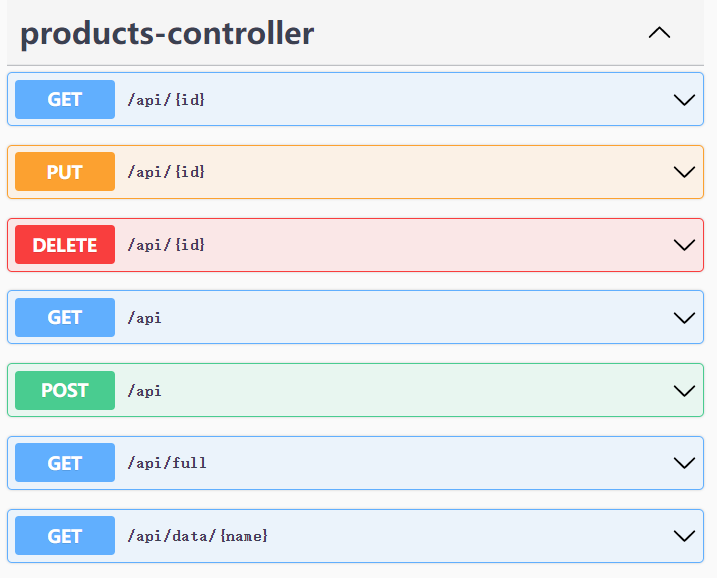 products-controller
GET /api/{id}
PUT /api/{id}
DELETE /api/{id}
GET /api
POST /api
GET /api/full
GET /api/data/{name}